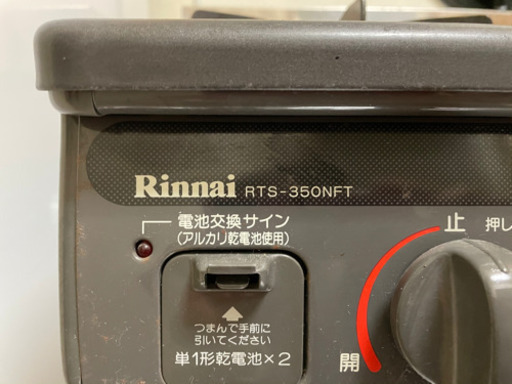 Rinnai RTS-350NFT
電池交換サイン
(アルカリ乾電池使用)
止 押し
つまんで手前に
引いてください
単1形乾電池×2
開